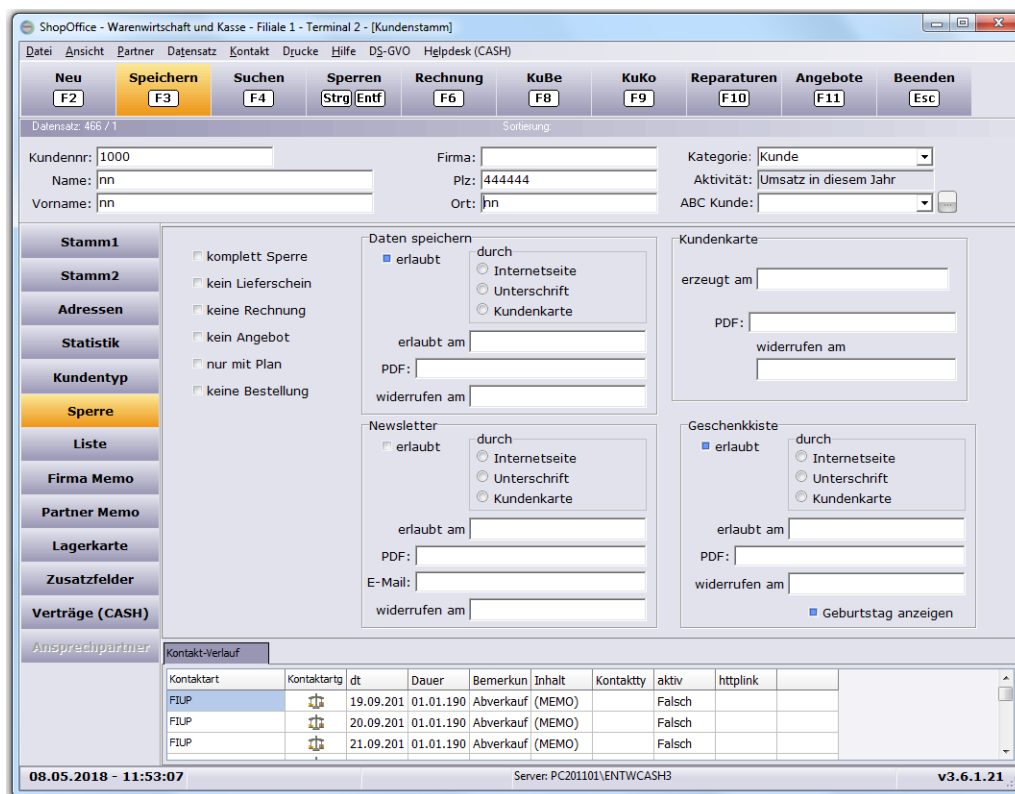 ShopOffice - Warenwirtschaft und Kasse - Filiale 1 - Terminal 2 - [Kundenstamm]
Datei Ansicht Partner Datensatz Kontakt Drucke Hilfe DS-GVO Helpdesk (CASH)
Neu Speichern Suchen Sperren Rechnung KuBe KuKo Reparaturen Angebote Beenden
F2 F3 F4 Strg Entf F6 F8 F9 F10 F11 Esc
Datensatz: 466 / 1 Sortierung:
Kundennr: 1000 Firma: Kategorie: Kunde
Name: nn Plz: 444444 Aktivität: Umsatz in diesem Jahr
Vorname: nn Ort: nn ABC Kunde: ...
Stamm1
Stamm2
Adressen
Statistik
Kundentyp
Sperre
Liste
Firma Memo
Partner Memo
Lagerkarte
Zusatzfelder
Verträge (CASH)
Ansprechpartner
komplett Sperre
kein Lieferschein
keine Rechnung
kein Angebot
nur mit Plan
keine Bestellung
Daten speichern
erlaubt
durch
Internetseite
Unterschrift
Kundenkarte
erlaubt am
PDF:
widerrufen am
Kundenkarte
erzeugt am
PDF:
widerrufen am
Newsletter
erlaubt
durch
Internetseite
Unterschrift
Kundenkarte
erlaubt am
PDF:
E-Mail:
widerrufen am
Geschenkkiste
erlaubt
durch
Internetseite
Unterschrift
Kundenkarte
erlaubt am
PDF:
widerrufen am
Geburtstag anzeigen
Kontakt-Verlauf
Kontaktart Kontaktartg dt Dauer Bemerkun Inhalt Kontaktty aktiv httplink
FIUP 19.09.201 01.01.190 Abverkauf (MEMO) Falsch
FIUP 20.09.201 01.01.190 Abverkauf (MEMO) Falsch
FIUP 21.09.201 01.01.190 Abverkauf (MEMO) Falsch
08.05.2018 - 11:53:07 Server: PC201101\ENTWCASH3 v3.6.1.21